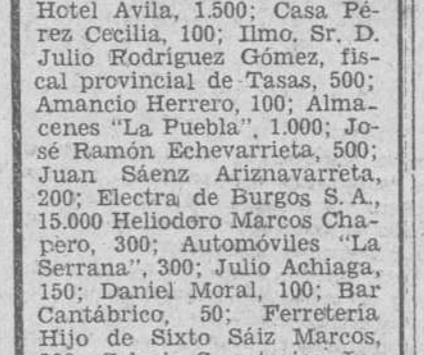 Hotel Avila, 1.500; Casa Pé-
rez Cecilia, 100; Ilmo. Sr. D.
Julio Rodríguez Gómez, fis-
cal provincial de Tasas, 500;
Amancio Herrero, 100; Alma-
cenes "La Puebla", 1.000; Jo-
sé Ramón Echevarrieta, 500;
Juan Sáenz Ariznavarreta,
200; Electra de Burgos S. A.,
15.000 Heliodoro Marcos Cha-
pero, 300; Automóviles "La
Serrana", 300; Julio Achiaga,
150; Daniel Moral, 100; Bar
Cantábrico, 50; Ferretería
Hijo de Sixto Sáiz Marcos,